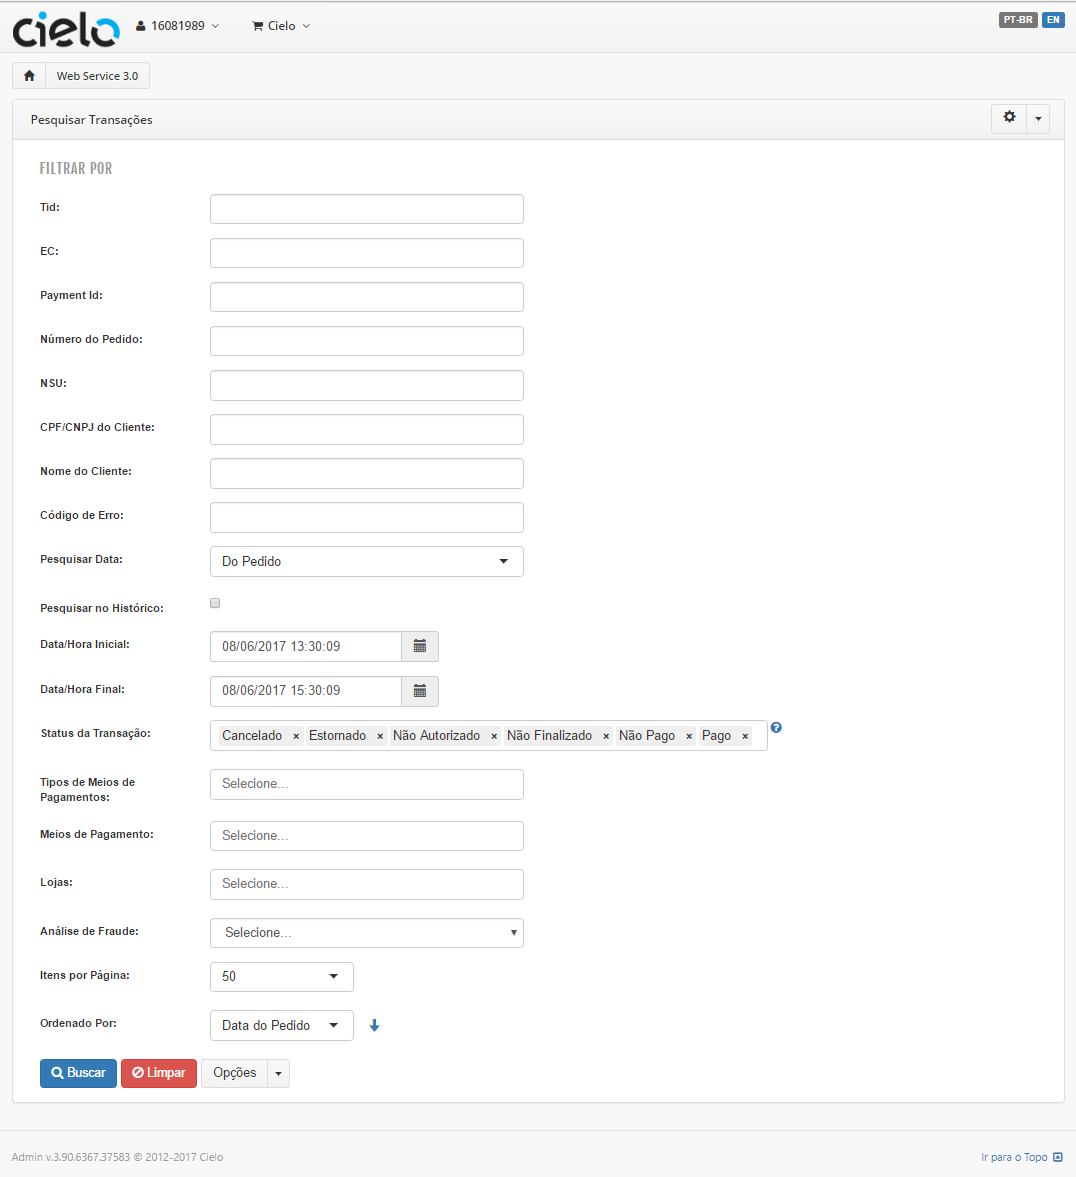 cielo 16081989 Cielo PT-BR EN
Web Service 3.0
Pesquisar Transações
FILTRAR POR
Tid:
EC:
Payment Id:
Número do Pedido:
NSU:
CPF/CNPJ do Cliente:
Nome do Cliente:
Código de Erro:
Pesquisar Data: Do Pedido
Pesquisar no Histórico:
Data/Hora Inicial: 08/06/2017 13:30:09
Data/Hora Final: 08/06/2017 15:30:09
Status da Transação: Cancelado × Estornado × Não Autorizado × Não Finalizado × Não Pago × Pago × ?
Tipos de Meios de
Pagamentos: Selecione...
Meios de Pagamento: Selecione...
Lojas: Selecione...
Análise de Fraude: Selecione...
Itens por Página: 50
Ordenado Por: Data do Pedido
Buscar Limpar Opções
Admin v.3.90.6367.37583 © 2012-2017 Cielo Ir para o Topo